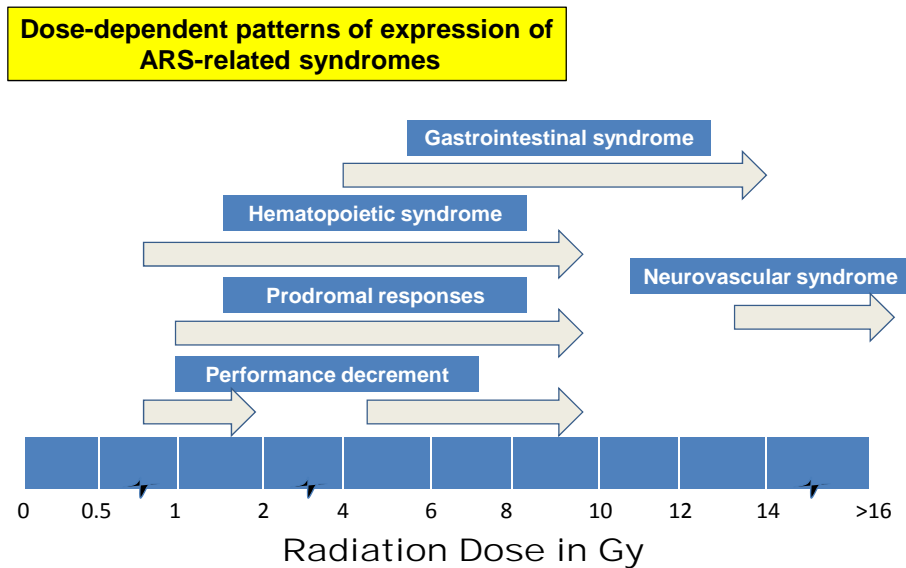 Dose-dependent patterns of expression of
ARS-related syndromes
Gastrointestinal syndrome
Hematopoietic syndrome
Neurovascular syndrome
Prodromal responses
Performance decrement
0 0.5 1 2 4 6 8 10 12 14 >16
Radiation Dose in Gy